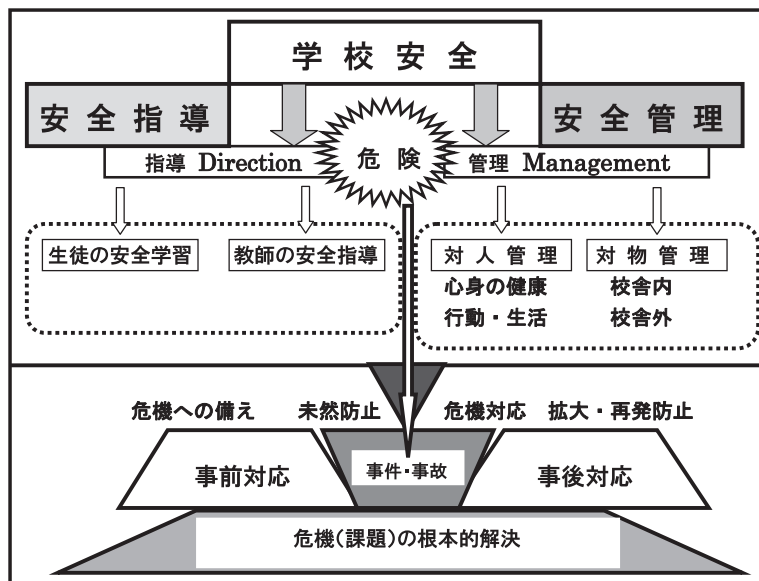 学校安全
安全指導
安全管理
指導 Direction
危険
管理 Management
生徒の安全学習
教師の安全指導
対人管理
対物管理
心身の健康
校舎内
行動・生活
校舎外
危機への備え
未然防止
危機対応
拡大・再発防止
事前対応
事件・事故
事後対応
危機(課題)の根本的解決